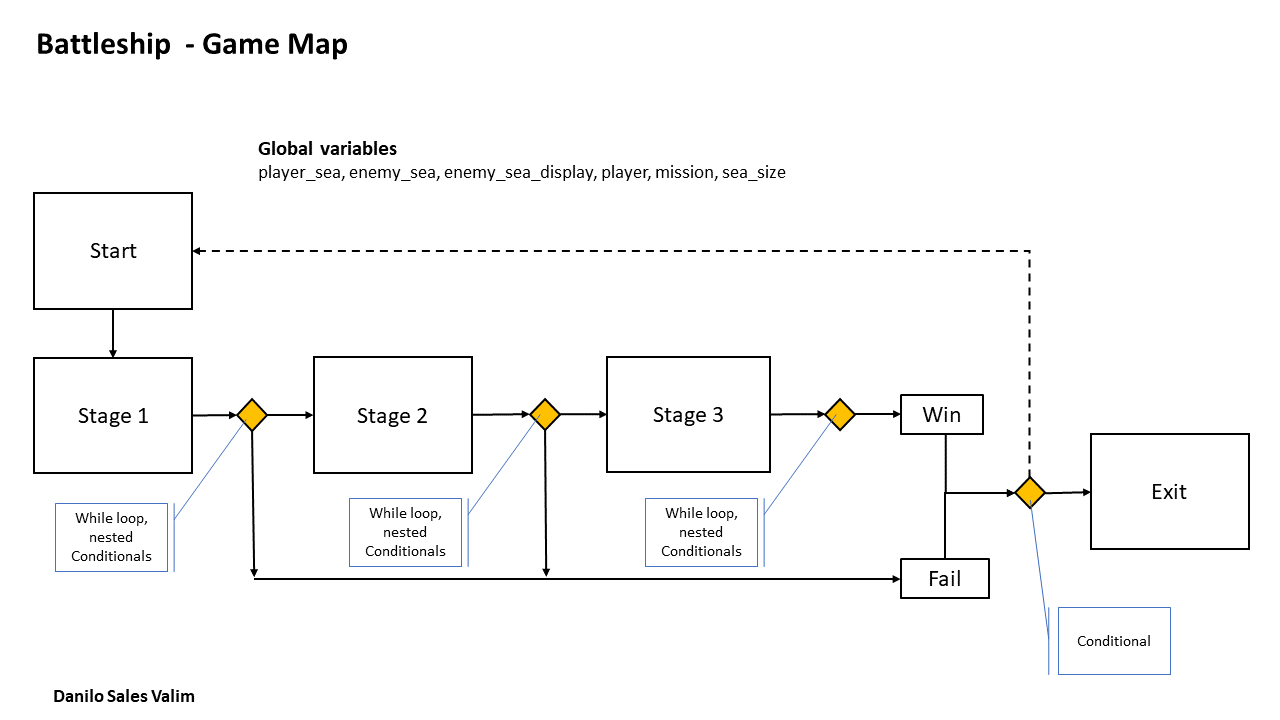 Battleship - Game Map
Global variables
player_sea, enemy_sea, enemy_sea_display, player, mission, sea_size
Start
Stage 1
Stage 2
Stage 3
Win
Exit
While loop,
nested
Conditionals
While loop,
nested
Conditionals
While loop,
nested
Conditionals
Fail
Conditional
Danilo Sales Valim